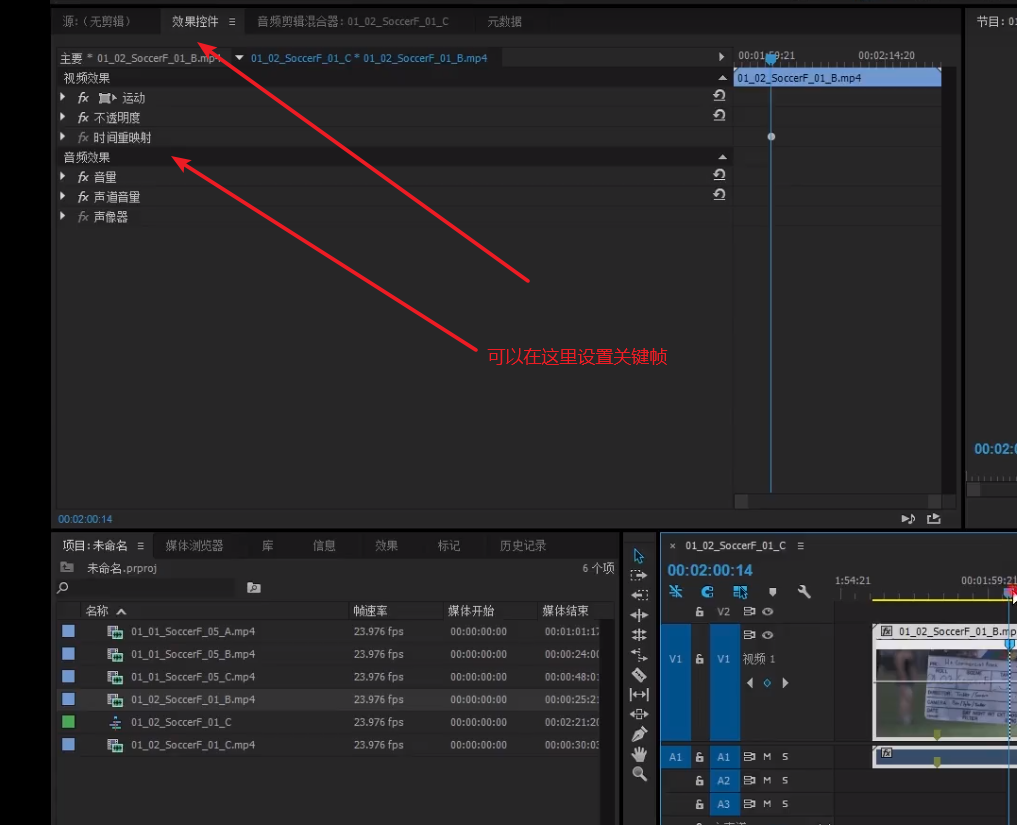 源：（无剪辑） 效果控件 ≡ 音频剪辑混合器：01_02_SoccerF_01_C 元数据 节目：01
主要 * 01_02_SoccerF_01_B.mp4 01_02_SoccerF_01_C * 01_02_SoccerF_01_B.mp4 00:01:59:21 00:02:14:20
视频效果 01_02_SoccerF_01_B.mp4
fx 运动
fx 不透明度
fx 时间重映射
音频效果
fx 音量
fx 声道音量
fx 声像器
可以在这里设置关键帧
00:02:0
00:02:00:14
项目：未命名 ≡ 媒体浏览器 库 信息 效果 标记 历史记录
未命名.prproj 6 个项
名称 帧速率 媒体开始 媒体结束
01_01_SoccerF_05_A.mp4 23.976 fps 00:00:00:00 00:01:01:17
01_01_SoccerF_05_B.mp4 23.976 fps 00:00:00:00 00:00:24:00
01_01_SoccerF_05_C.mp4 23.976 fps 00:00:00:00 00:00:48:0
01_02_SoccerF_01_B.mp4 23.976 fps 00:00:00:00 00:00:25:2
01_02_SoccerF_01_C 23.976 fps 00:00:00:00 00:02:21:20
01_02_SoccerF_01_C.mp4 23.976 fps 00:00:00:00 00:00:30:0
× 01_02_SoccerF_01_C ≡
00:02:00:14
1:54:21 00:01:59:21
V2
fx 01_02_SoccerF_01_B.mp
V1 V1 视频 1
A1 A1 M S fx
A2 M S
A3 M S